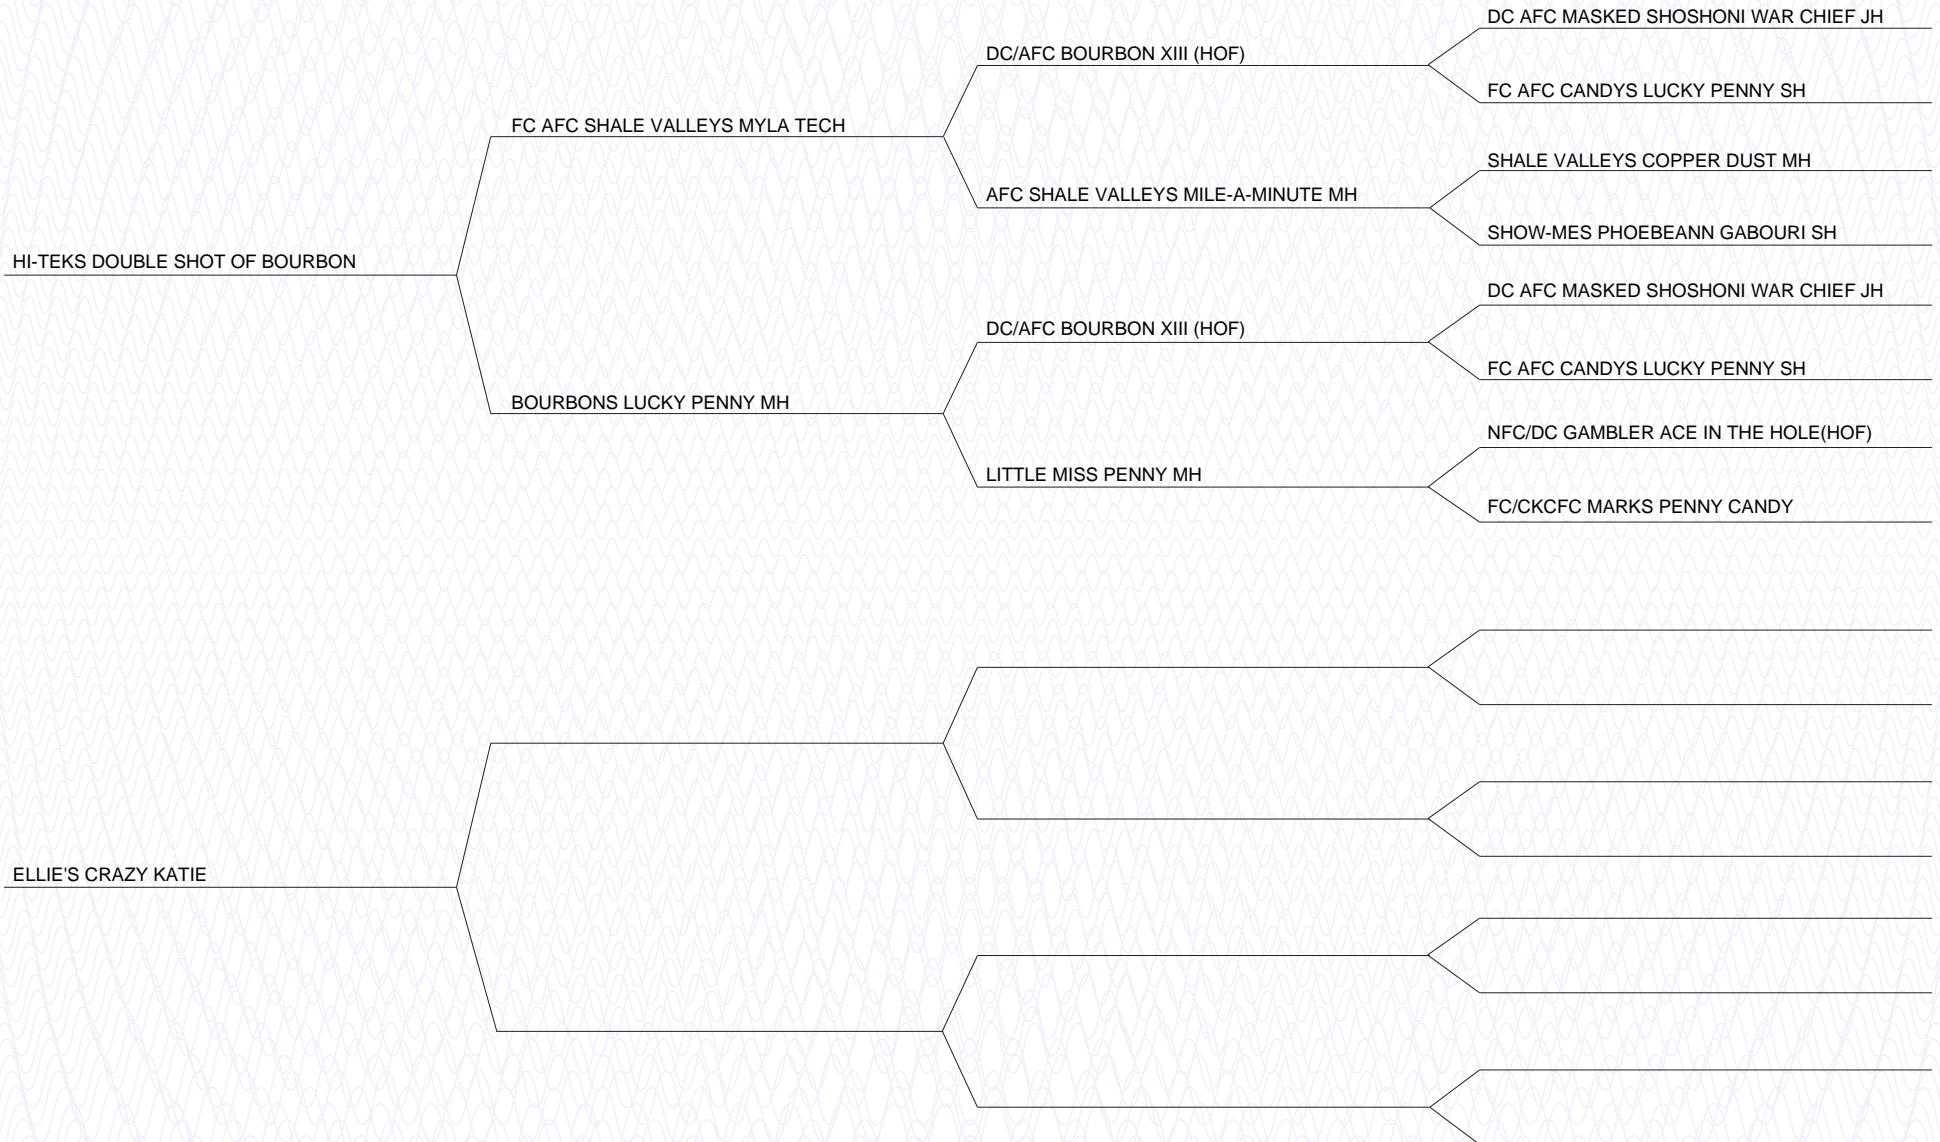 DC AFC MASKED SHOSHONI WAR CHIEF JH
DC/AFC BOURBON XIII (HOF)
FC AFC CANDYS LUCKY PENNY SH
FC AFC SHALE VALLEYS MYLA TECH
SHALE VALLEYS COPPER DUST MH
AFC SHALE VALLEYS MILE-A-MINUTE MH
SHOW-MES PHOEBEANN GABOURI SH
HI-TEKS DOUBLE SHOT OF BOURBON
DC AFC MASKED SHOSHONI WAR CHIEF JH
DC/AFC BOURBON XIII (HOF)
FC AFC CANDYS LUCKY PENNY SH
BOURBONS LUCKY PENNY MH
NFC/DC GAMBLER ACE IN THE HOLE(HOF)
LITTLE MISS PENNY MH
FC/CKCFC MARKS PENNY CANDY
ELLIE'S CRAZY KATIE